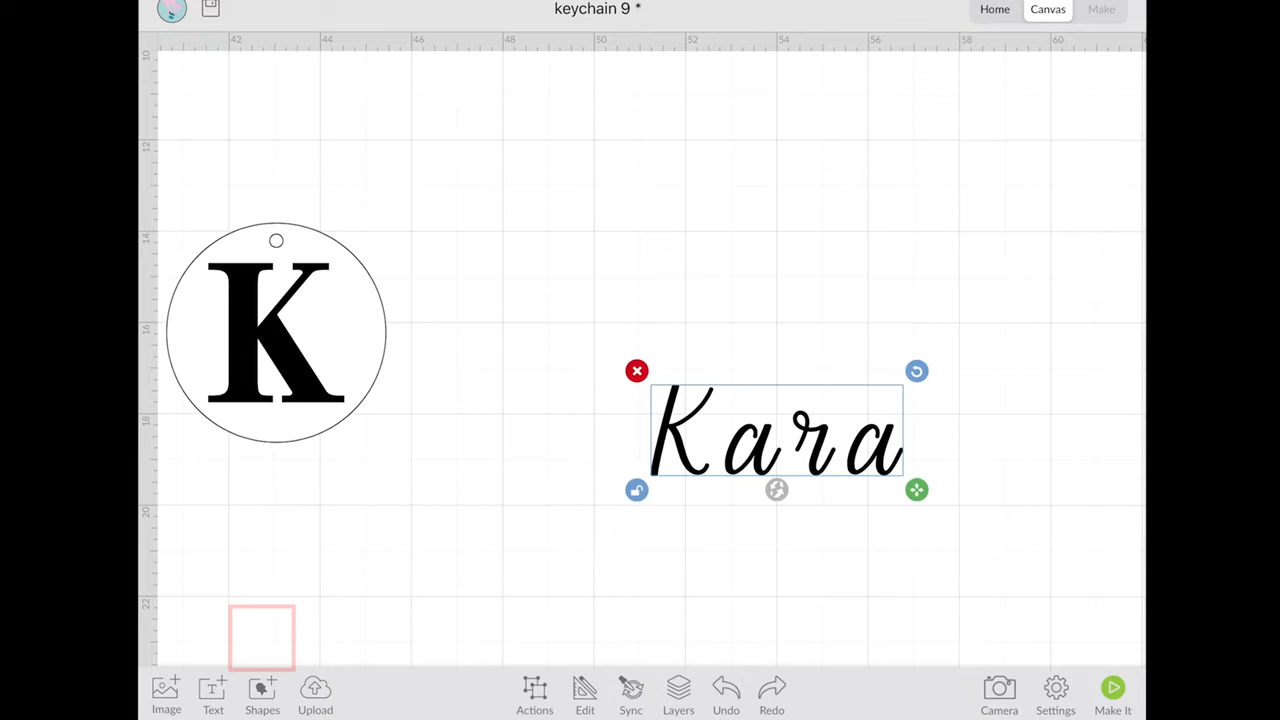 keychain 9 *
Home Canvas Make
42 44 46 48 50 52 54 56 58 60
10
12
14
16
18
20
22
K
Kara
Image Text Shapes Upload Actions Edit Sync Layers Undo Redo Camera Settings Make It